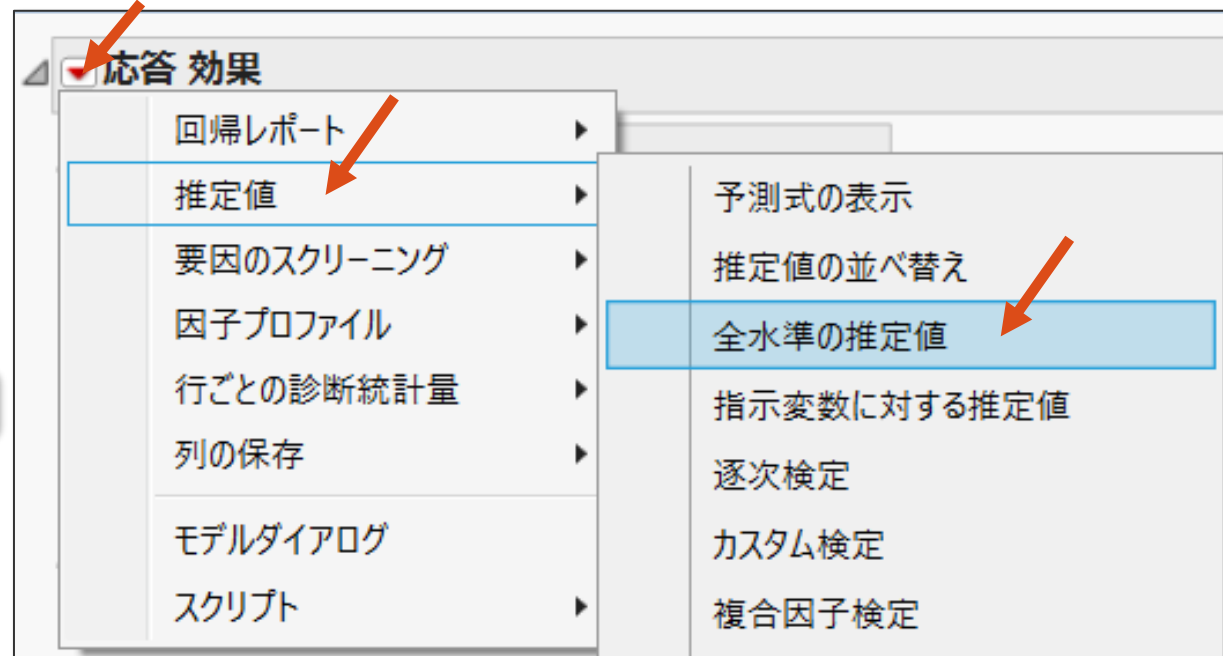 応答 効果
回帰レポート
推定値
要因のスクリーニング
因子プロファイル
行ごとの診断統計量
列の保存
モデルダイアログ
スクリプト
予測式の表示
推定値の並べ替え
全水準の推定値
指示変数に対する推定値
逐次検定
カスタム検定
複合因子検定